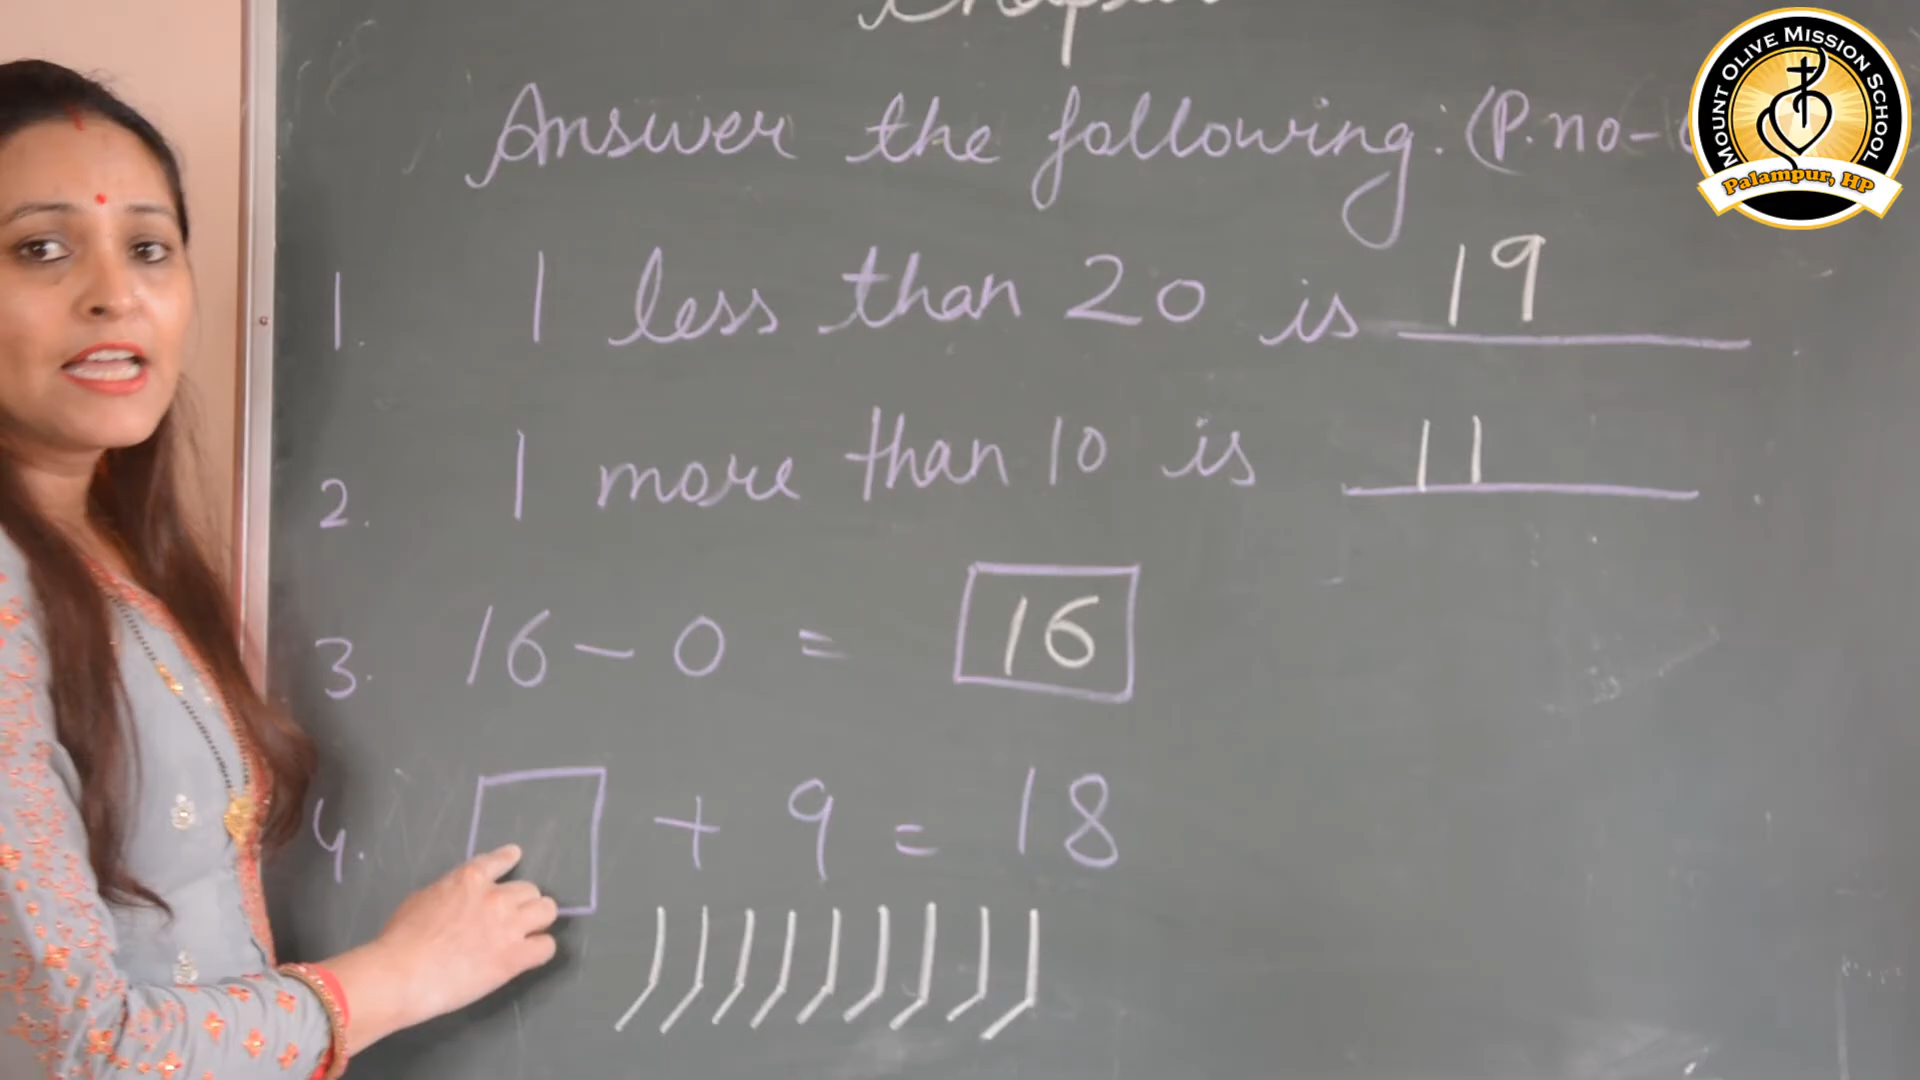 Answer the following: (P.no-
1. 1 less than 20 is 19.
2. 1 more than 10 is 11.
3. 16 - 0 = 16
4. + 9 = 18
MOUNT OLIVE MISSION SCHOOL
Palampur, HP